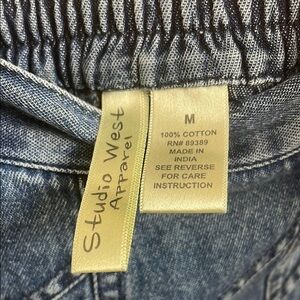 Studio West
Apparel
M
100% COTTON
RN# 89389
MADE IN
INDIA
SEE REVERSE
FOR CARE
INSTRUCTION